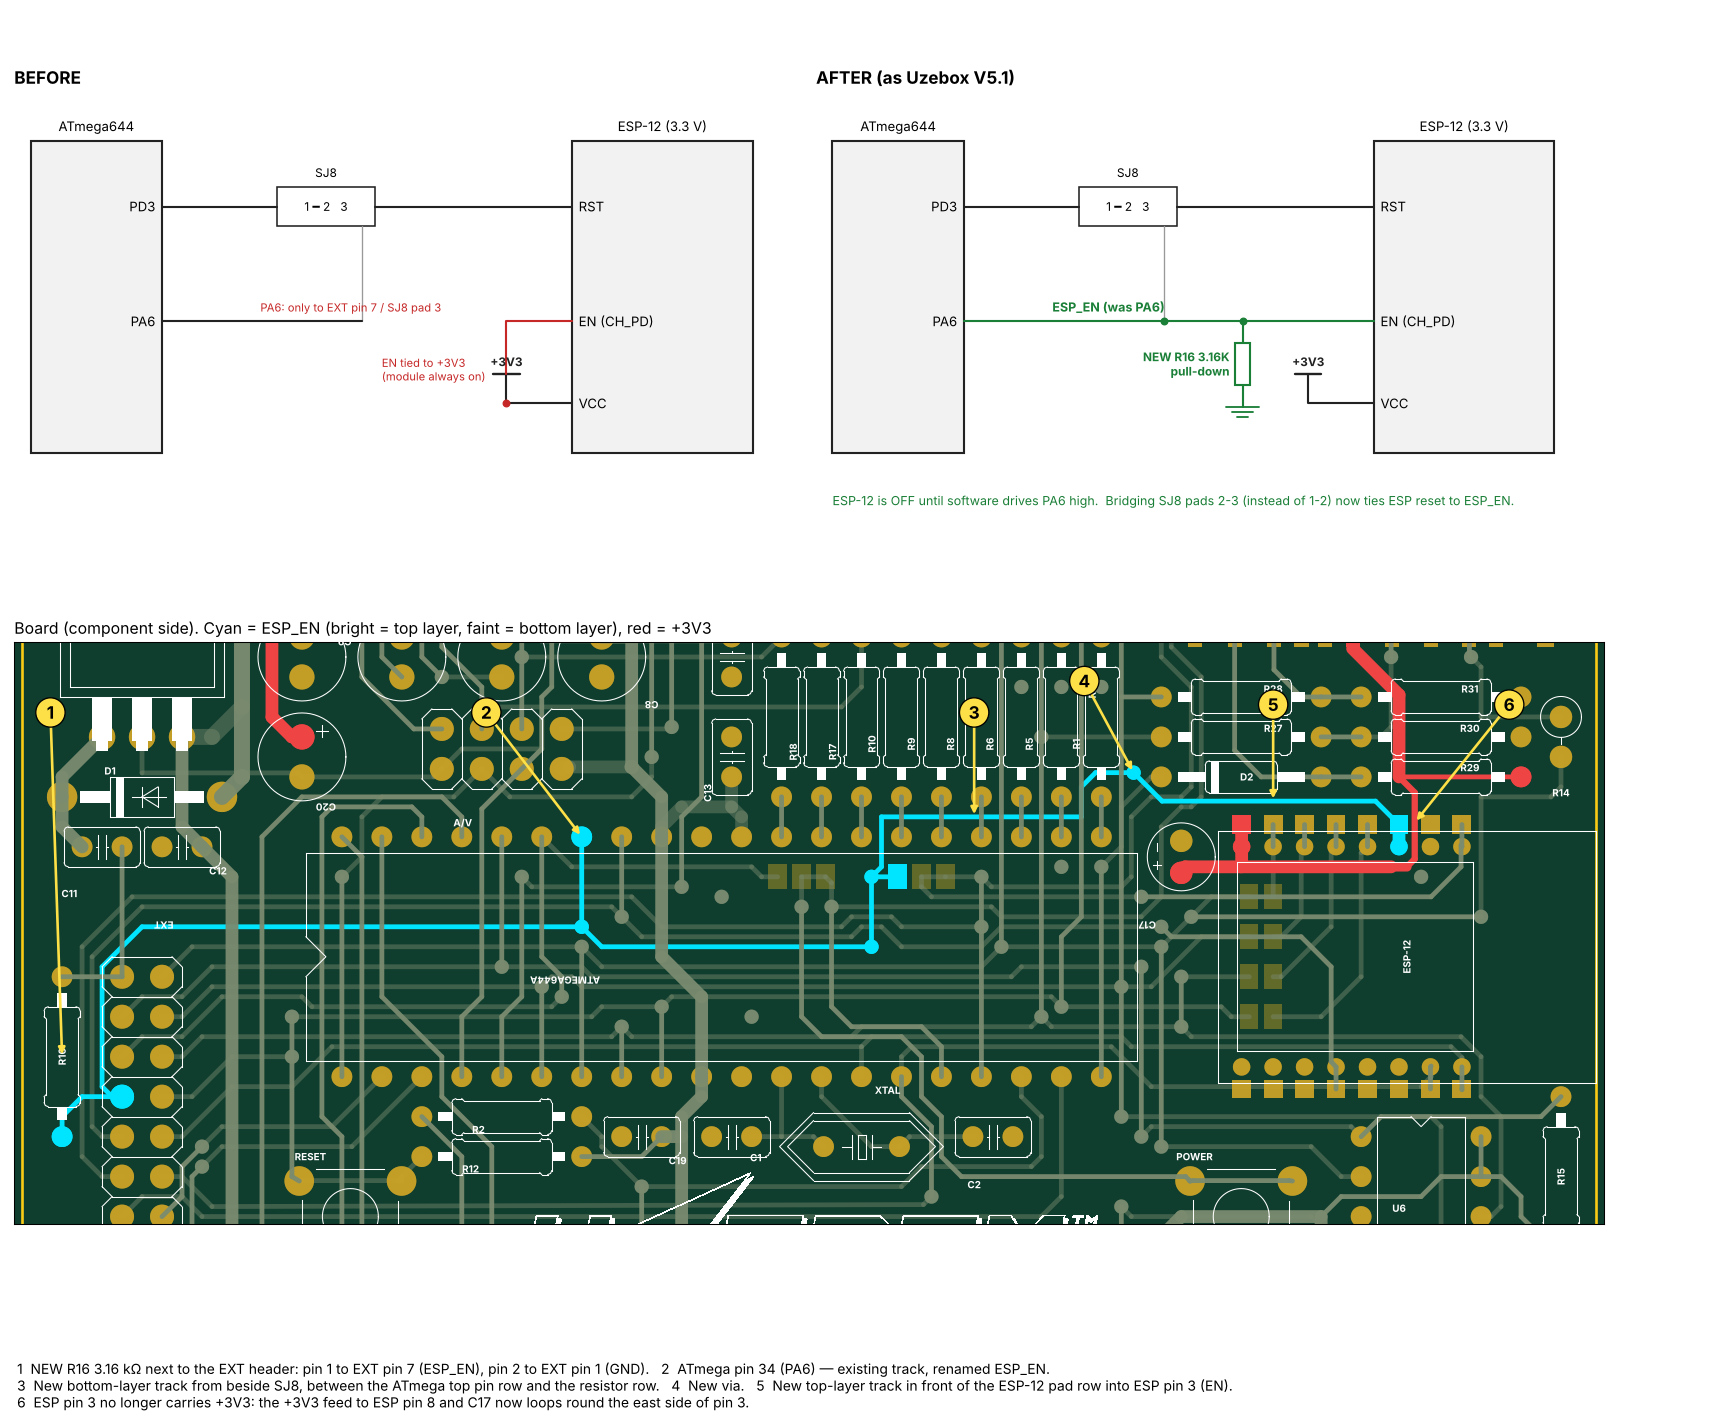 BEFORE
AFTER (as Uzebox V5.1)
ATmega644
ESP-12 (3.3 V)
ATmega644
ESP-12 (3.3 V)
SJ8
SJ8
PD3
1 2 3
RST
PD3
1 2 3
RST
PA6: only to EXT pin 7 / SJ8 pad 3
ESP_EN (was PA6)
PA6
EN (CH_PD)
PA6
EN (CH_PD)
EN tied to +3V3
(module always on)
+3V3
NEW R16 3.16K
pull-down
+3V3
VCC
VCC
ESP-12 is OFF until software drives PA6 high. Bridging SJ8 pads 2-3 (instead of 1-2) now ties ESP reset to ESP_EN.
Board (component side). Cyan = ESP_EN (bright = top layer, faint = bottom layer), red = +3V3
4
R31
C8
5
6
1
2
3
R27
R30
R18
R17
R10
R9
R8
R6
R5
R1
D1
R29
D2
C13
R14
C20
A/V
C12
C11
EXT
C17
ESP-12
ATMEGA644A
XTAL
R2
RESET
C19
C1
POWER
R12
C2
R15
U6
TM
1 NEW R16 3.16 kΩ next to the EXT header: pin 1 to EXT pin 7 (ESP_EN), pin 2 to EXT pin 1 (GND). 2 ATmega pin 34 (PA6) — existing track, renamed ESP_EN.
3 New bottom-layer track from beside SJ8, between the ATmega top pin row and the resistor row. 4 New via. 5 New top-layer track in front of the ESP-12 pad row into ESP pin 3 (EN).
6 ESP pin 3 no longer carries +3V3: the +3V3 feed to ESP pin 8 and C17 now loops round the east side of pin 3.